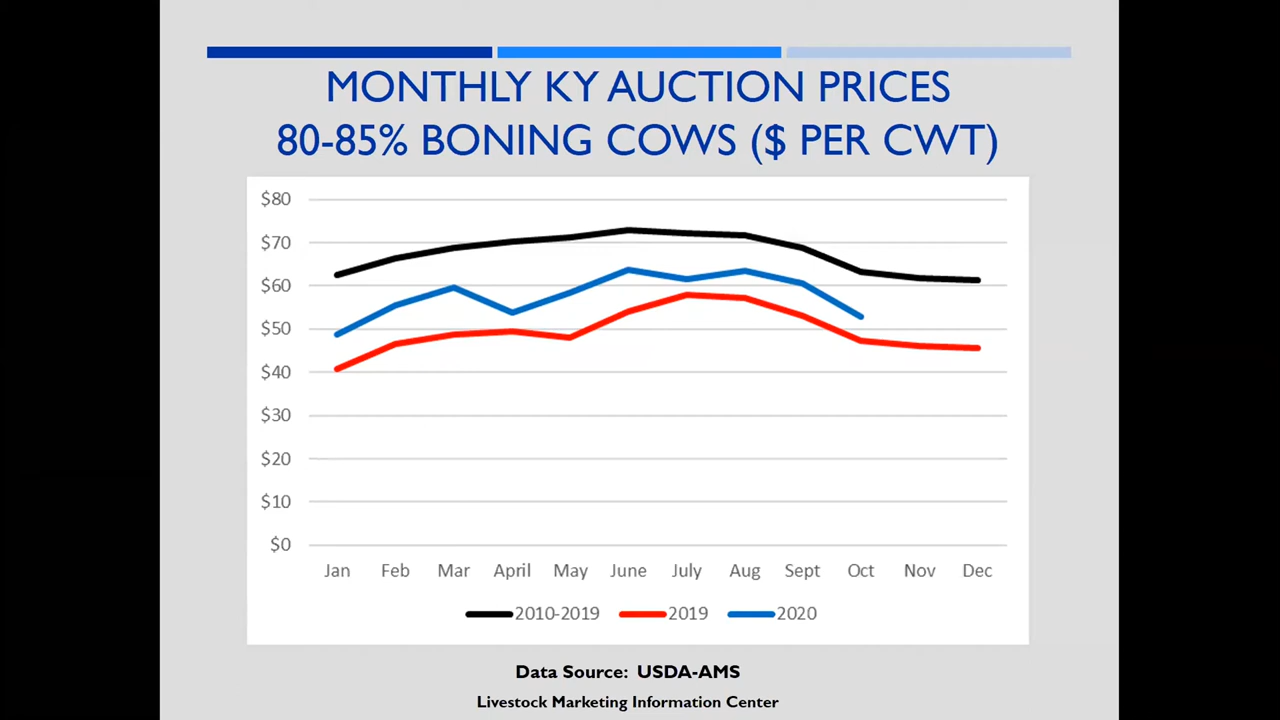 MONTHLY KY AUCTION PRICES
80-85% BONING COWS ($ PER CWT)
$80
$70
$60
$50
$40
$30
$20
$10
$0
Jan Feb Mar April May June July Aug Sept Oct Nov Dec
2010-2019 2019 2020
Data Source: USDA-AMS
Livestock Marketing Information Center